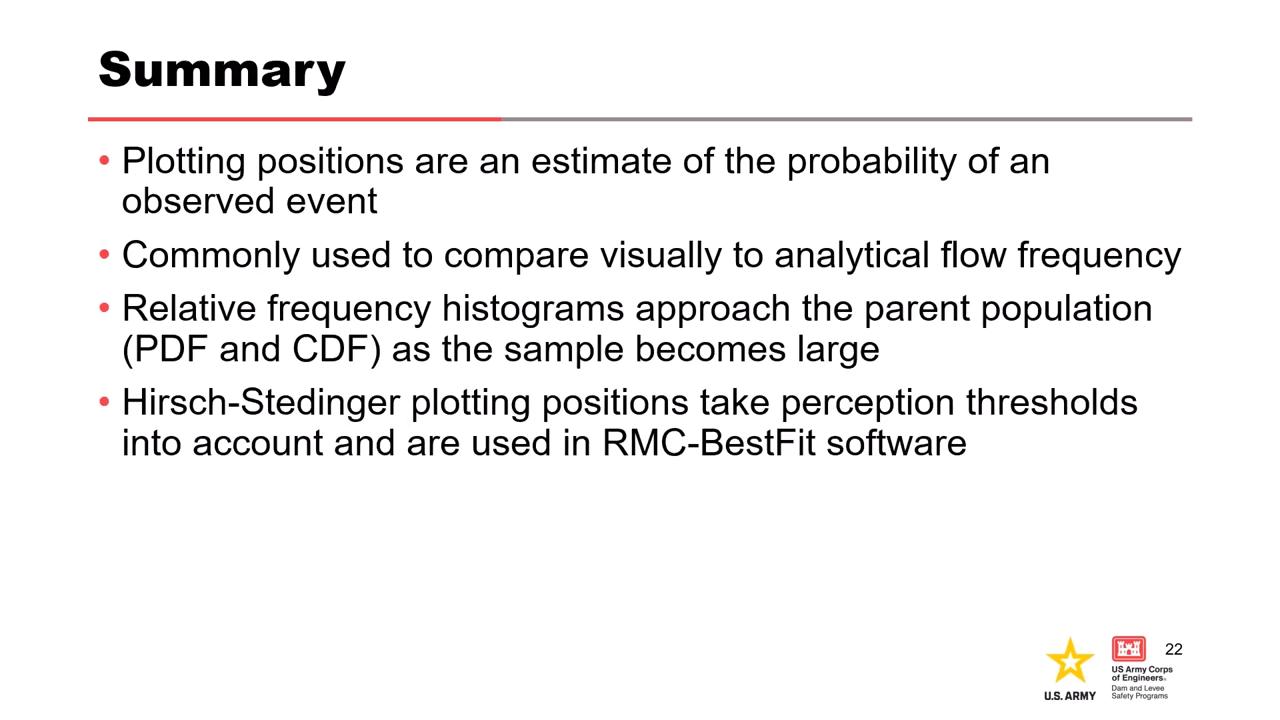 Summary
• Plotting positions are an estimate of the probability of an
observed event
• Commonly used to compare visually to analytical flow frequency
• Relative frequency histograms approach the parent population
(PDF and CDF) as the sample becomes large
• Hirsch-Stedinger plotting positions take perception thresholds
into account and are used in RMC-BestFit software
U.S. ARMY
US Army Corps
of Engineers®
Dam and Levee
Safety Programs
22